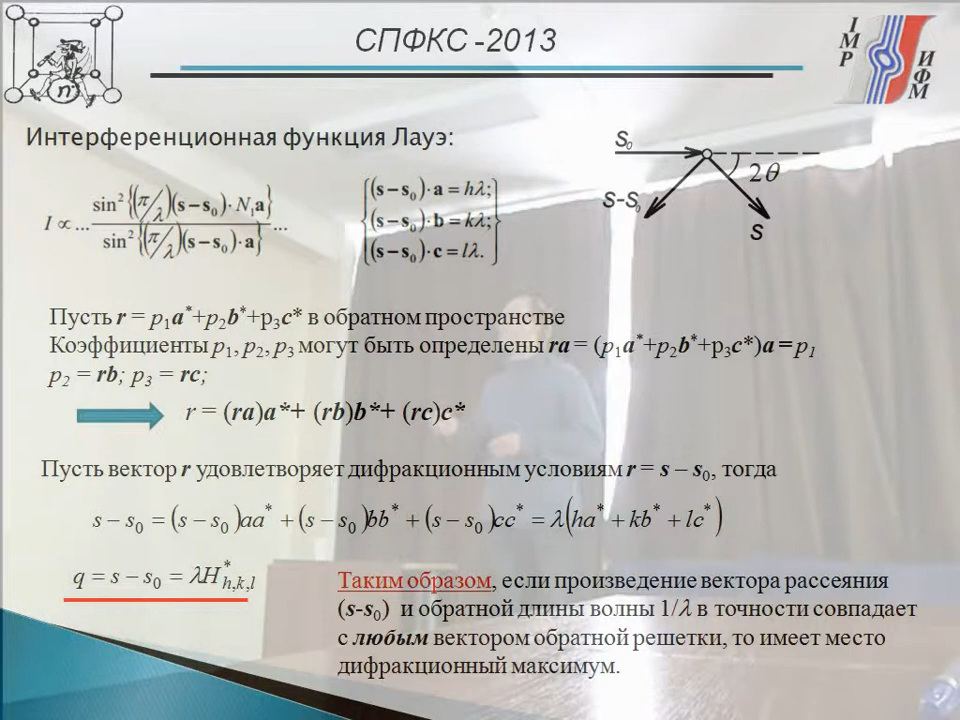 СПФКС -2013
I
М
Р
И
Ф
М
n
Интерференционная функция Лауэ:
I ∝ ... sin²{(π/λ)(s – s₀)·N₁a} / sin²{(π/λ)(s – s₀)·a} ...
(s – s₀)·a = hλ;
(s – s₀)·b = kλ;
(s – s₀)·c = lλ.
s₀
2θ
s-s₀
s
Пусть r = p₁a*+p₂b*+p₃c* в обратном пространстве
Коэффициенты p₁, p₂, p₃ могут быть определены ra = (p₁a*+p₂b*+p₃c*)a = p₁
p₂ = rb; p₃ = rc;
r = (ra)a*+ (rb)b*+ (rc)c*
Пусть вектор r удовлетворяет дифракционным условиям r = s – s₀, тогда
s – s₀ = (s – s₀)aa* + (s – s₀)bb* + (s – s₀)cc* = λ(ha* + kb* + lc*)
q = s – s₀ = λH*h,k,l
Таким образом, если произведение вектора рассеяния
(s-s₀) и обратной длины волны 1/λ в точности совпадает
с любым вектором обратной решетки, то имеет место
дифракционный максимум.